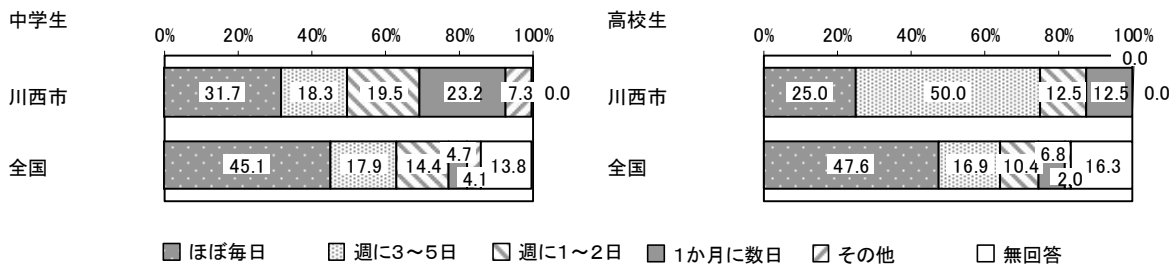 中学生
0% 20% 40% 60% 80% 100%
川西市 31.7 18.3 19.5 23.2 7.3 0.0
全国 45.1 17.9 14.4 4.7 4.1 13.8
高校生
0% 20% 40% 60% 80% 100%
0.0
川西市 25.0 50.0 12.5 12.5 0.0
全国 47.6 16.9 10.4 6.8 2.0 16.3
ほぼ毎日 週に3~5日 週に1~2日 1か月に数日 その他 無回答